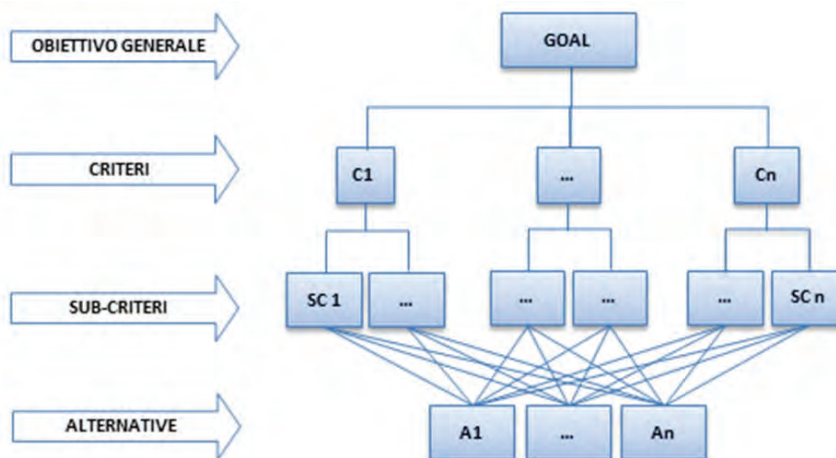 OBIETTIVO GENERALE
GOAL
CRITERI
C1
...
Cn
SUB-CRITERI
SC 1
...
...
...
...
SC n
ALTERNATIVE
A1
...
An